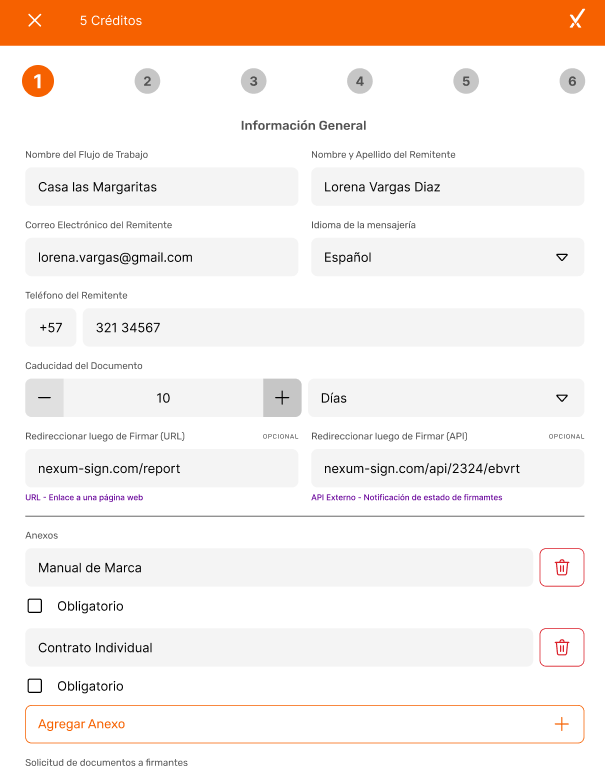 5 Créditos
1 2 3 4 5 6
Información General
Nombre del Flujo de Trabajo
Nombre y Apellido del Remitente
Casa las Margaritas
Lorena Vargas Diaz
Correo Electrónico del Remitente
Idioma de la mensajería
lorena.vargas@gmail.com
Español
Teléfono del Remitente
+57
321 34567
Caducidad del Documento
10
Días
Redireccionar luego de Firmar (URL)
OPCIONAL
Redireccionar luego de Firmar (API)
OPCIONAL
nexum-sign.com/report
nexum-sign.com/api/2324/ebvrt
URL - Enlace a una página web
API Externo - Notificación de estado de firmamtes
Anexos
Manual de Marca
Obligatorio
Contrato Individual
Obligatorio
Agregar Anexo
Solicitud de documentos a firmantes